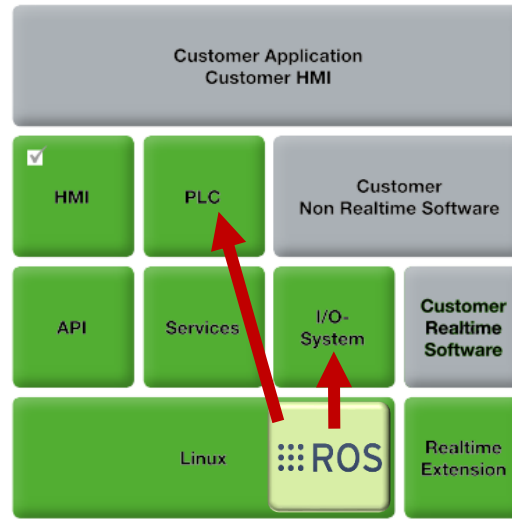 Customer Application
Customer HMI
HMI
PLC
Customer
Non Realtime Software
API
Services
I/O-
System
Customer
Realtime
Software
Linux
ROS
Realtime
Extension